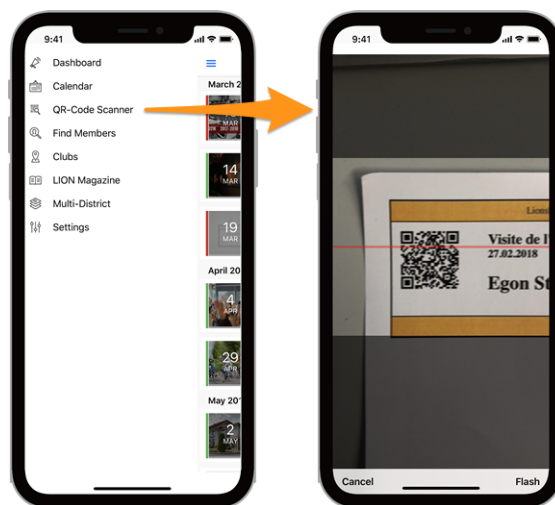 9:41
Dashboard
Calendar
QR-Code Scanner
Find Members
Clubs
LION Magazine
Multi-District
Settings
March 2
MAR
14
MAR
19
MAR
April 20
4
APR
29
APR
May 20
2
MAY
9:41
Lions
Visite de l'
27.02.2018
Egon St
Cancel
Flash